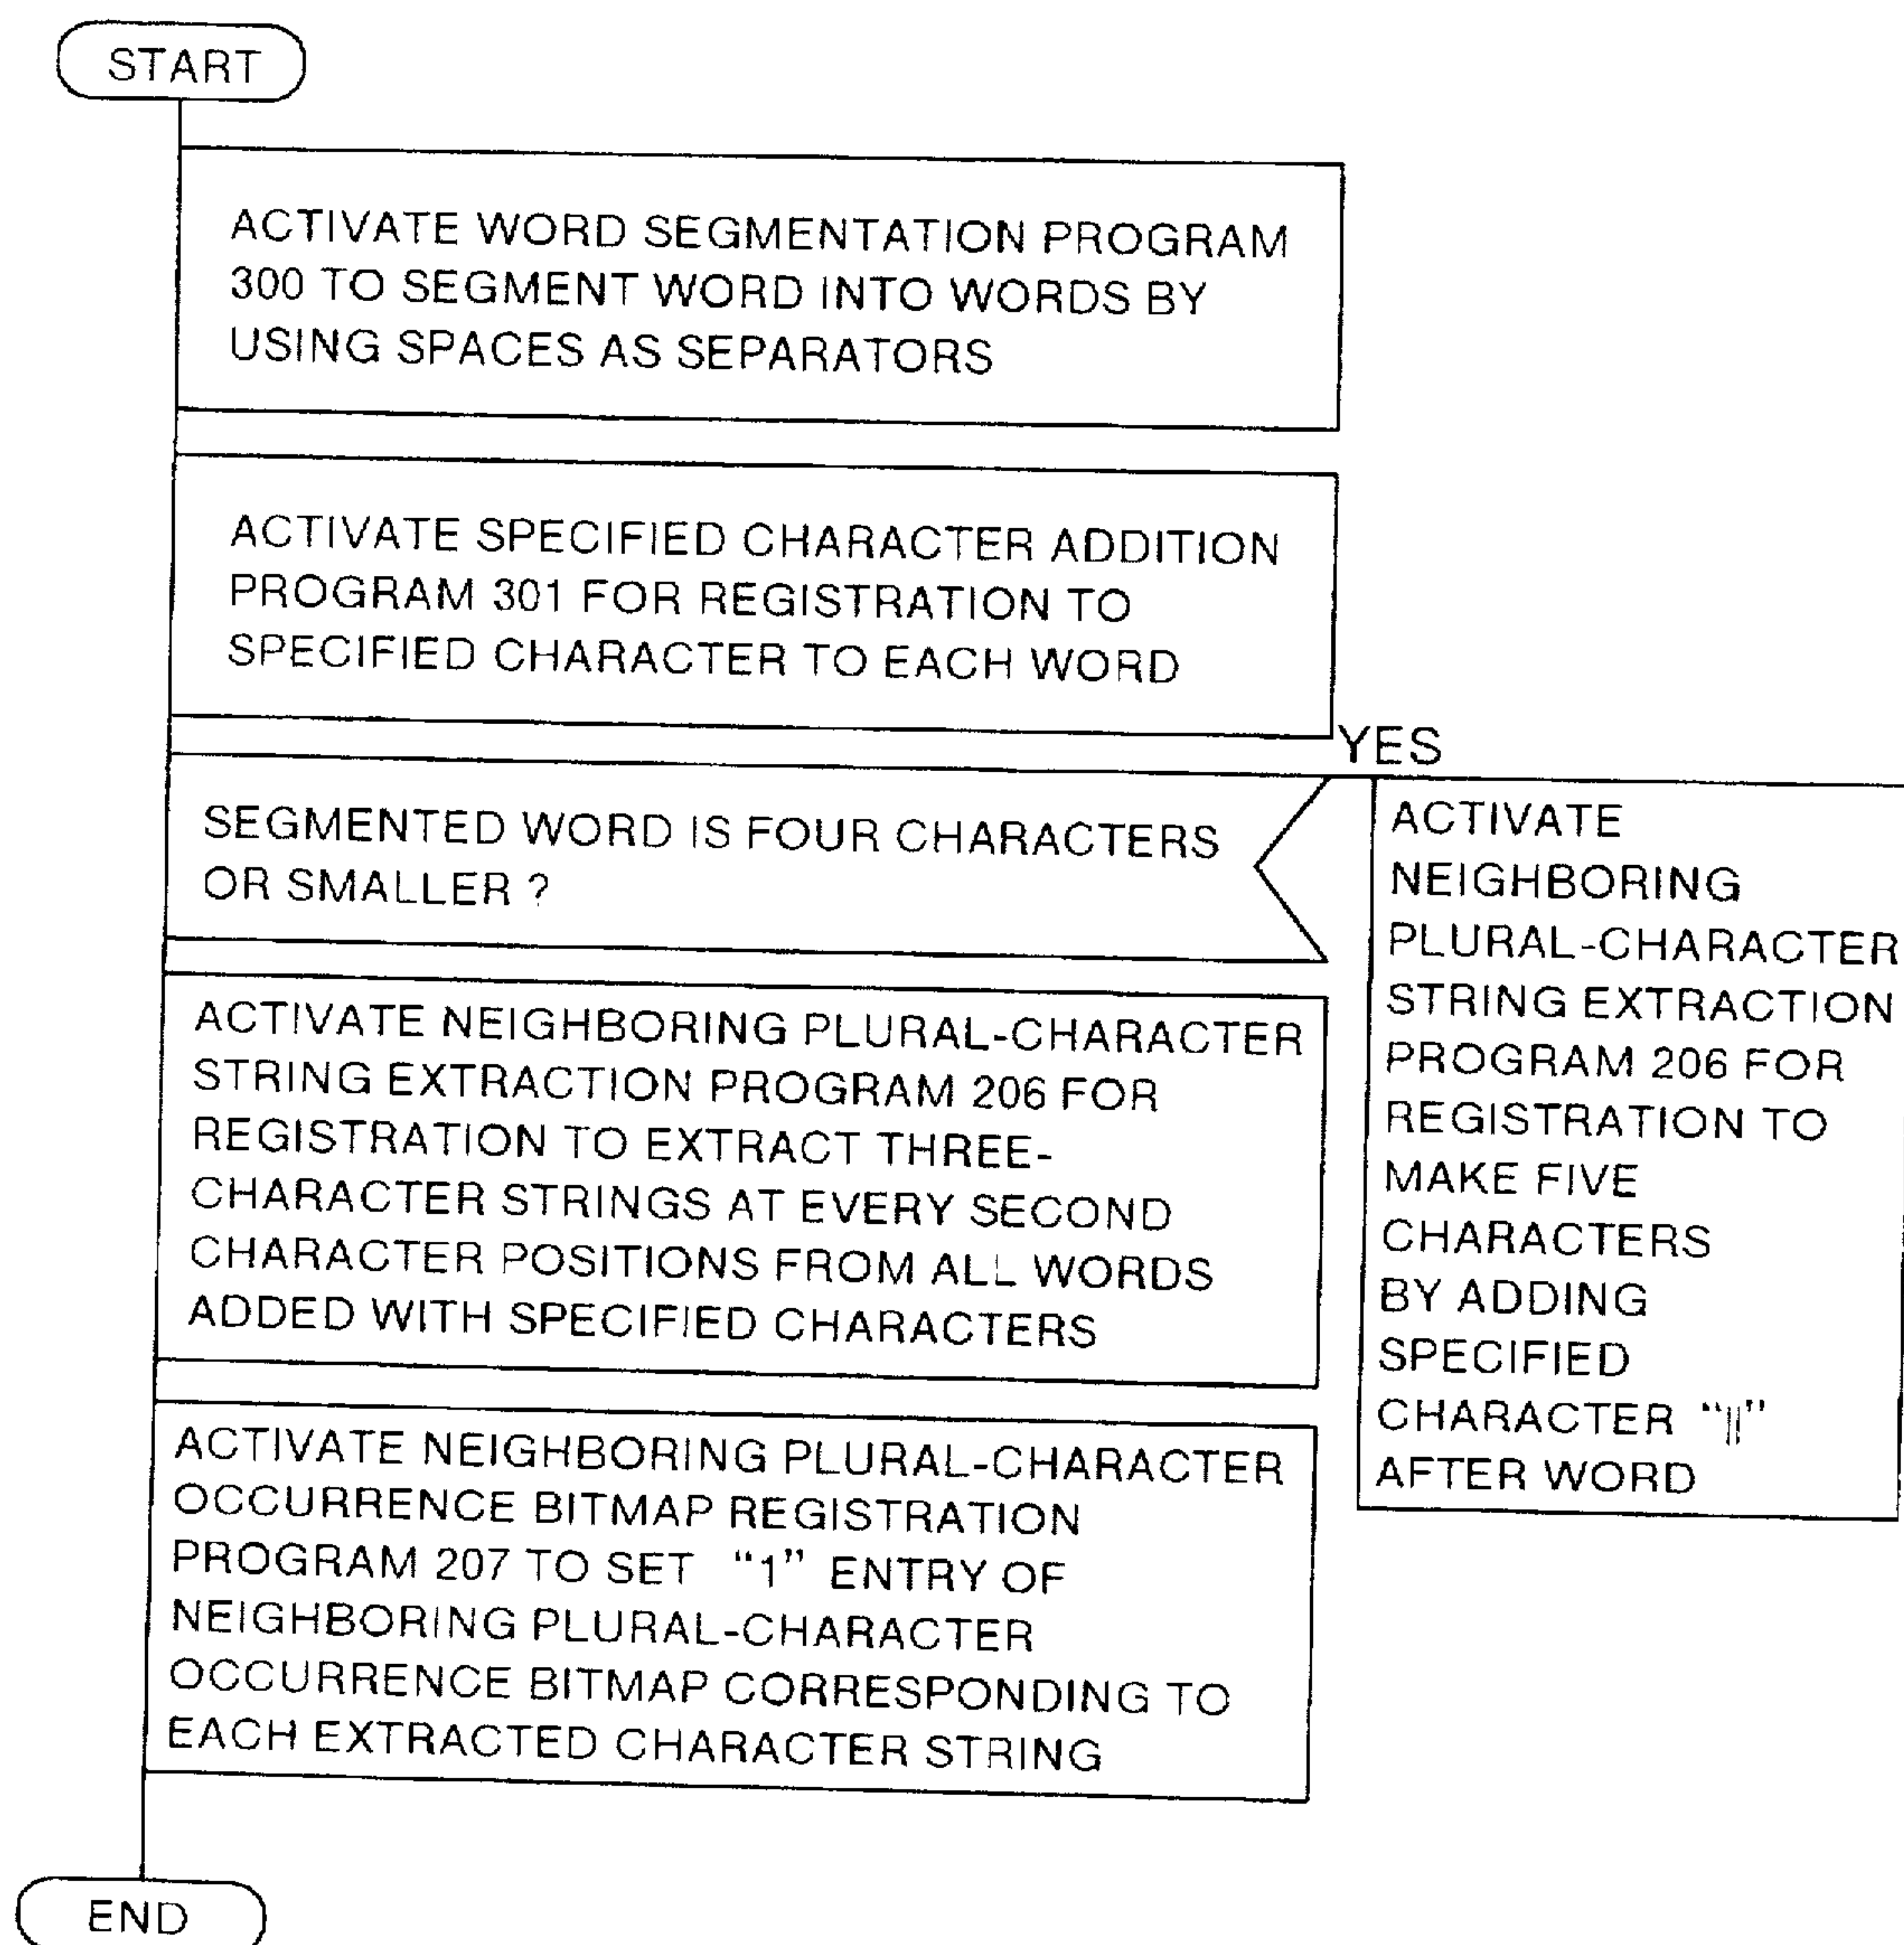 START
ACTIVATE WORD SEGMENTATION PROGRAM
300 TO SEGMENT WORD INTO WORDS BY
USING SPACES AS SEPARATORS
ACTIVATE SPECIFIED CHARACTER ADDITION
PROGRAM 301 FOR REGISTRATION TO
SPECIFIED CHARACTER TO EACH WORD
SEGMENTED WORD IS FOUR CHARACTERS
OR SMALLER ?
YES
ACTIVATE
NEIGHBORING
PLURAL-CHARACTER
STRING EXTRACTION
PROGRAM 206 FOR
REGISTRATION TO
MAKE FIVE
CHARACTERS
BY ADDING
SPECIFIED
CHARACTER “||”
AFTER WORD
ACTIVATE NEIGHBORING PLURAL-CHARACTER
STRING EXTRACTION PROGRAM 206 FOR
REGISTRATION TO EXTRACT THREE-
CHARACTER STRINGS AT EVERY SECOND
CHARACTER POSITIONS FROM ALL WORDS
ADDED WITH SPECIFIED CHARACTERS
ACTIVATE NEIGHBORING PLURAL-CHARACTER
OCCURRENCE BITMAP REGISTRATION
PROGRAM 207 TO SET “1” ENTRY OF
NEIGHBORING PLURAL-CHARACTER
OCCURRENCE BITMAP CORRESPONDING TO
EACH EXTRACTED CHARACTER STRING
END